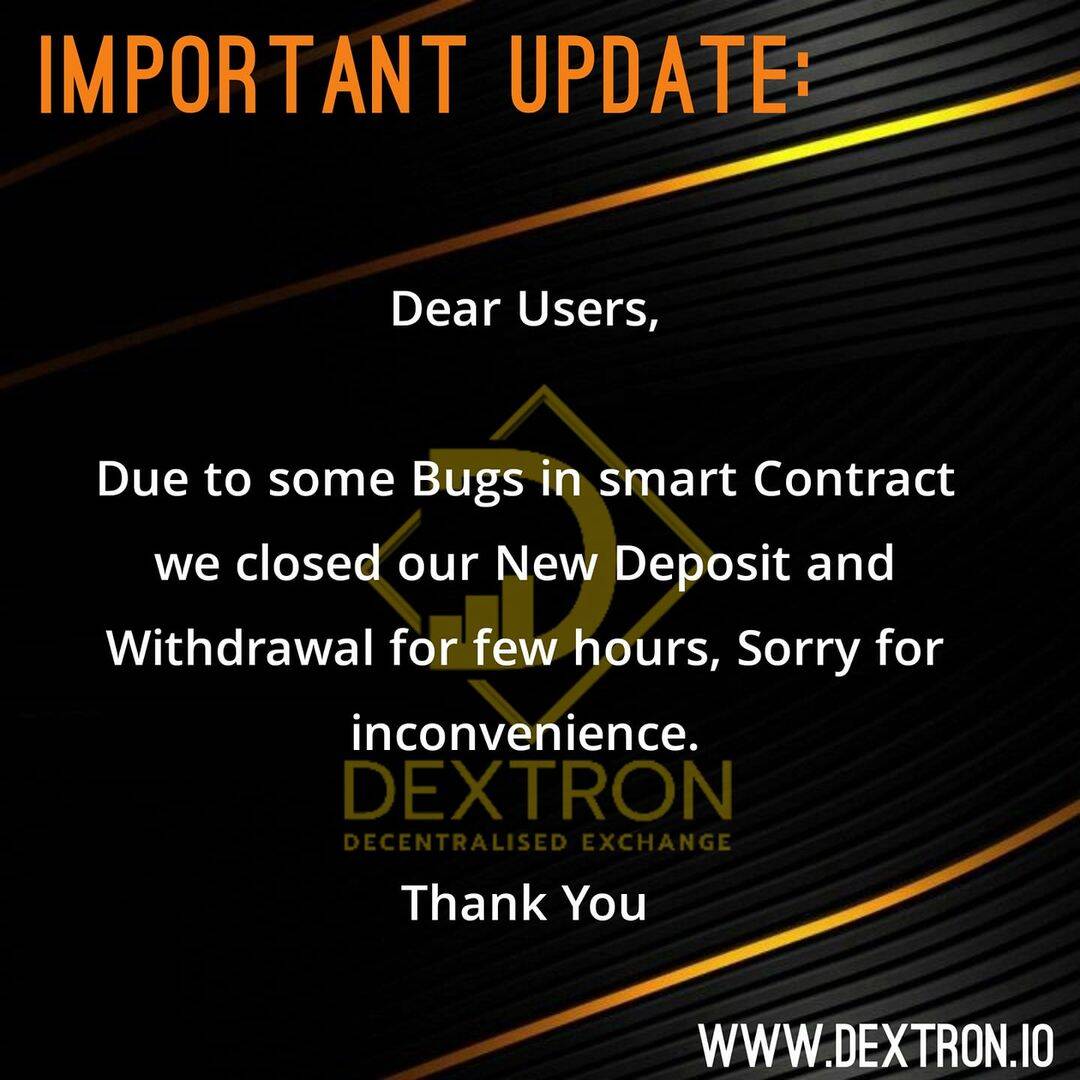 IMPORTANT UPDATE:
Dear Users,
Due to some Bugs in smart Contract
we closed our New Deposit and
Withdrawal for few hours, Sorry for
inconvenience.
DEXTRON
DECENTRALISED EXCHANGE
Thank You
WWW.DEXTRON.IO